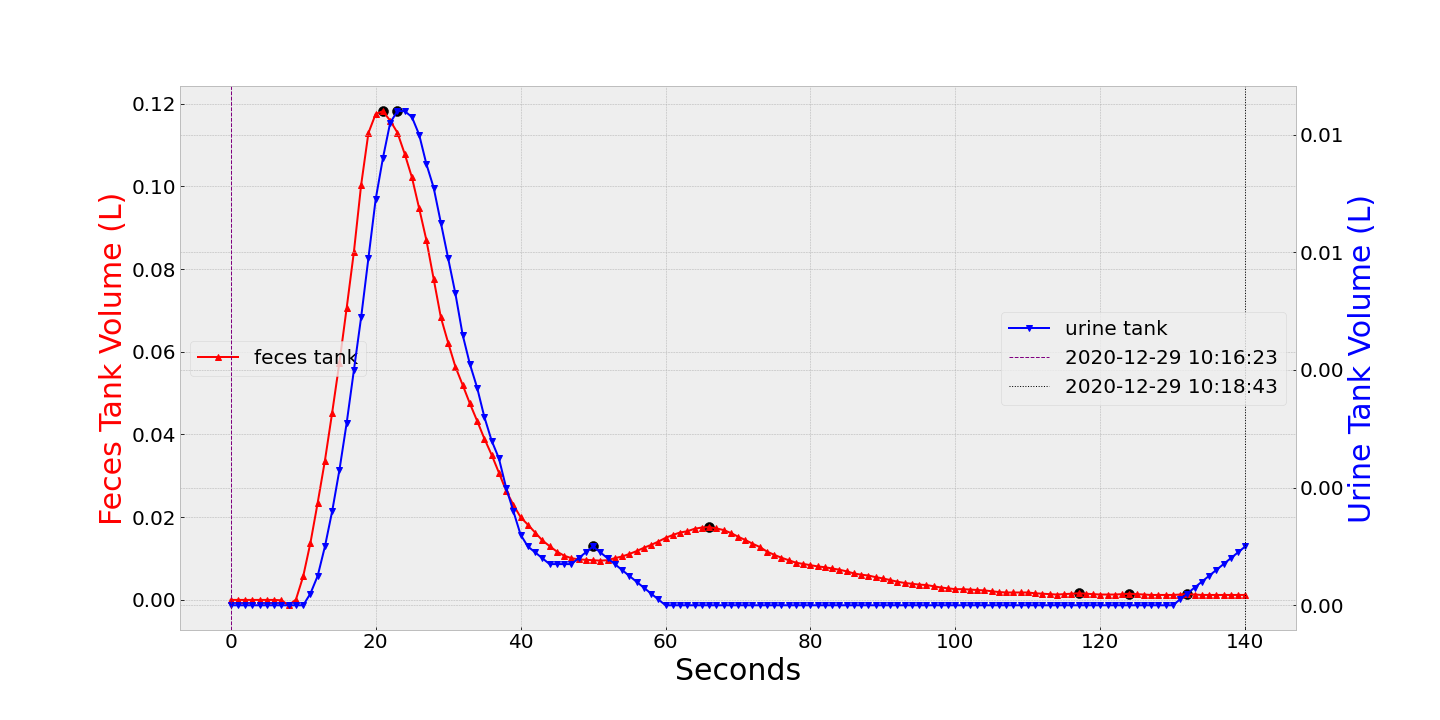 Feces Tank Volume (L)
0.12
0.10
0.08
0.06
0.04
0.02
0.00
feces tank
urine tank
2020-12-29 10:16:23
2020-12-29 10:18:43
0.01
0.01
0.00
0.00
0.00
Urine Tank Volume (L)
0 20 40 60 80 100 120 140
Seconds